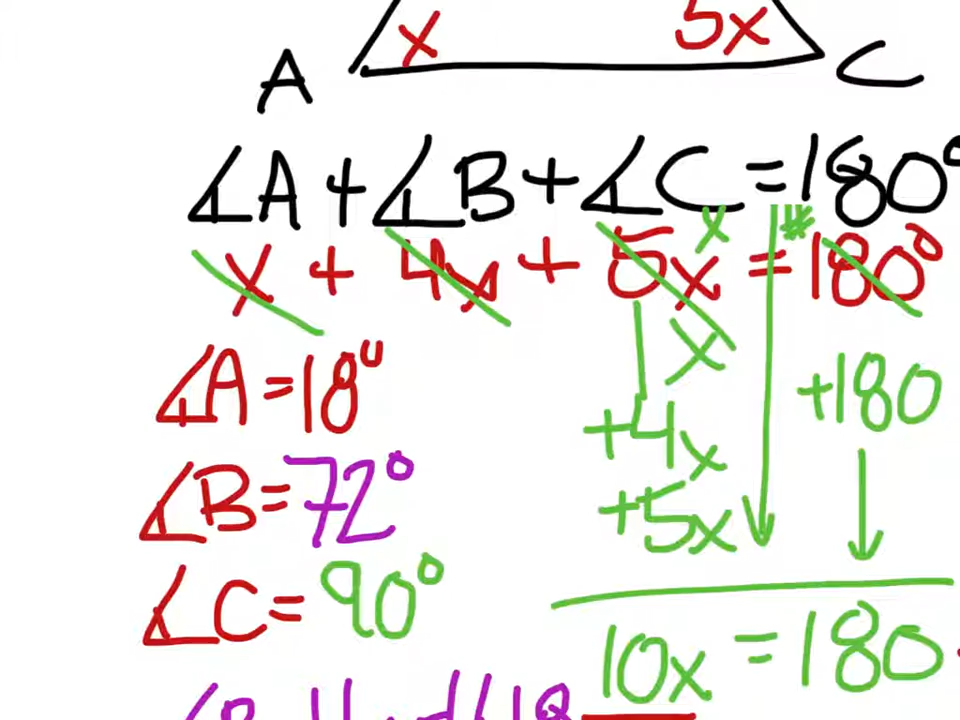 x 5x
A C
∡A + ∡B + ∡C = 180°
x #
x + 4x + 5x = 180°
x
∡A = 18° +180
+4x
∡B = 72°
+5x
∡C = 90°
10x = 180